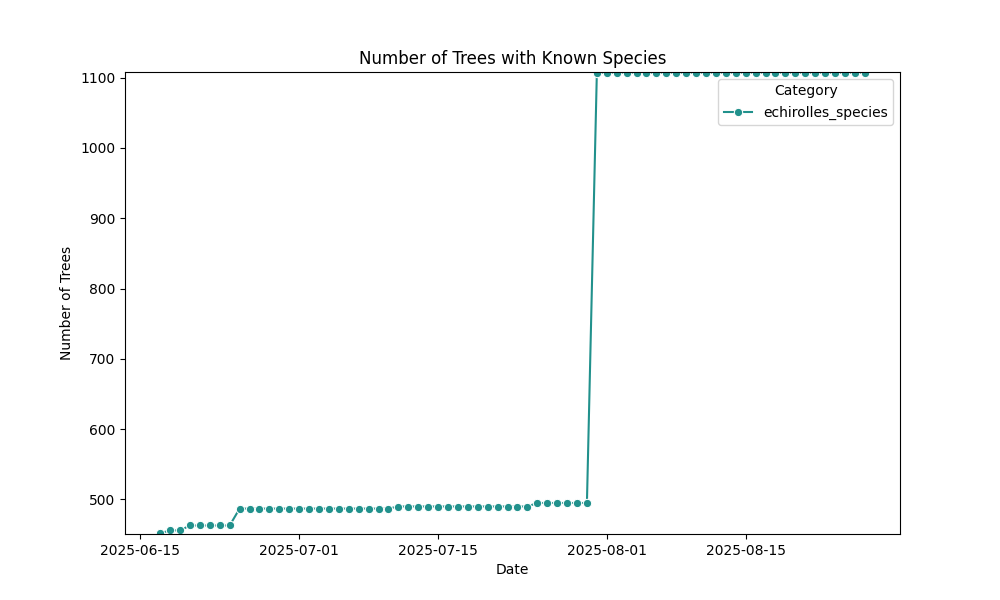 Number of Trees with Known Species
1100
1000
900
800
700
600
500
Number of Trees
Category
echirolles_species
2025-06-15
2025-07-01
2025-07-15
2025-08-01
2025-08-15
Date